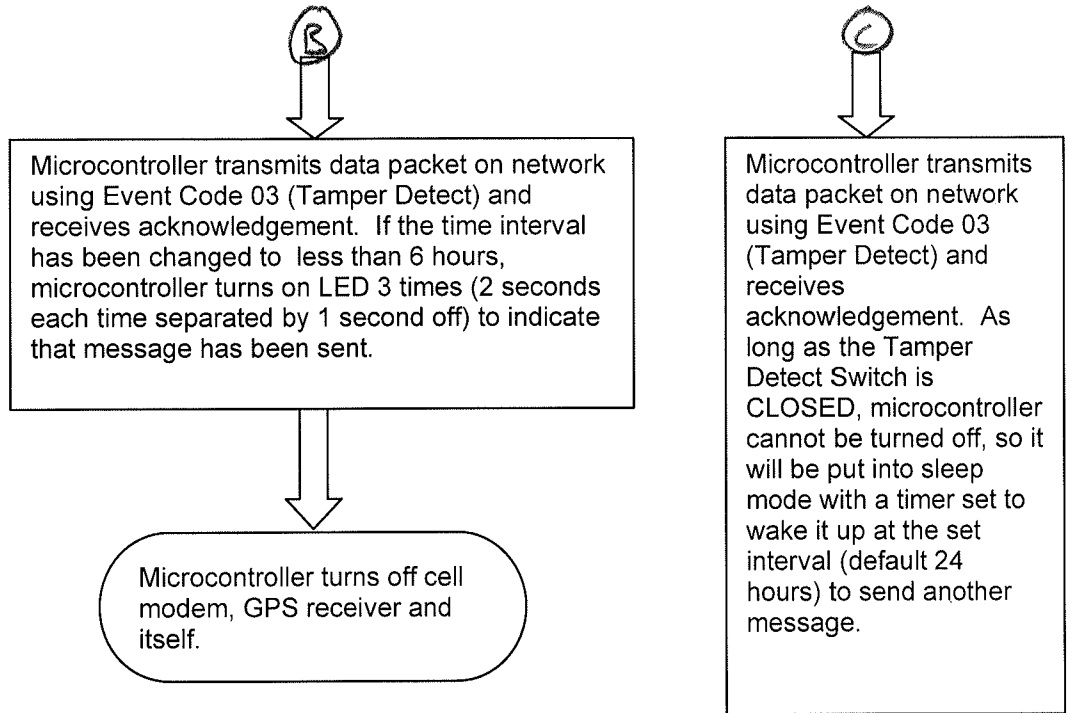 B
Microcontroller transmits data packet on network
using Event Code 03 (Tamper Detect) and
receives acknowledgement.  If the time interval
has been changed to  less than 6 hours,
microcontroller turns on LED 3 times (2 seconds
each time separated by 1 second off) to indicate
that message has been sent.
Microcontroller turns off cell
modem, GPS receiver and
itself.
C
Microcontroller transmits
data packet on network
using Event Code 03
(Tamper Detect) and
receives
acknowledgement.  As
long as the Tamper
Detect Switch is
CLOSED, microcontroller
cannot be turned off, so it
will be put into sleep
mode with a timer set to
wake it up at the set
interval (default 24
hours) to send another
message.